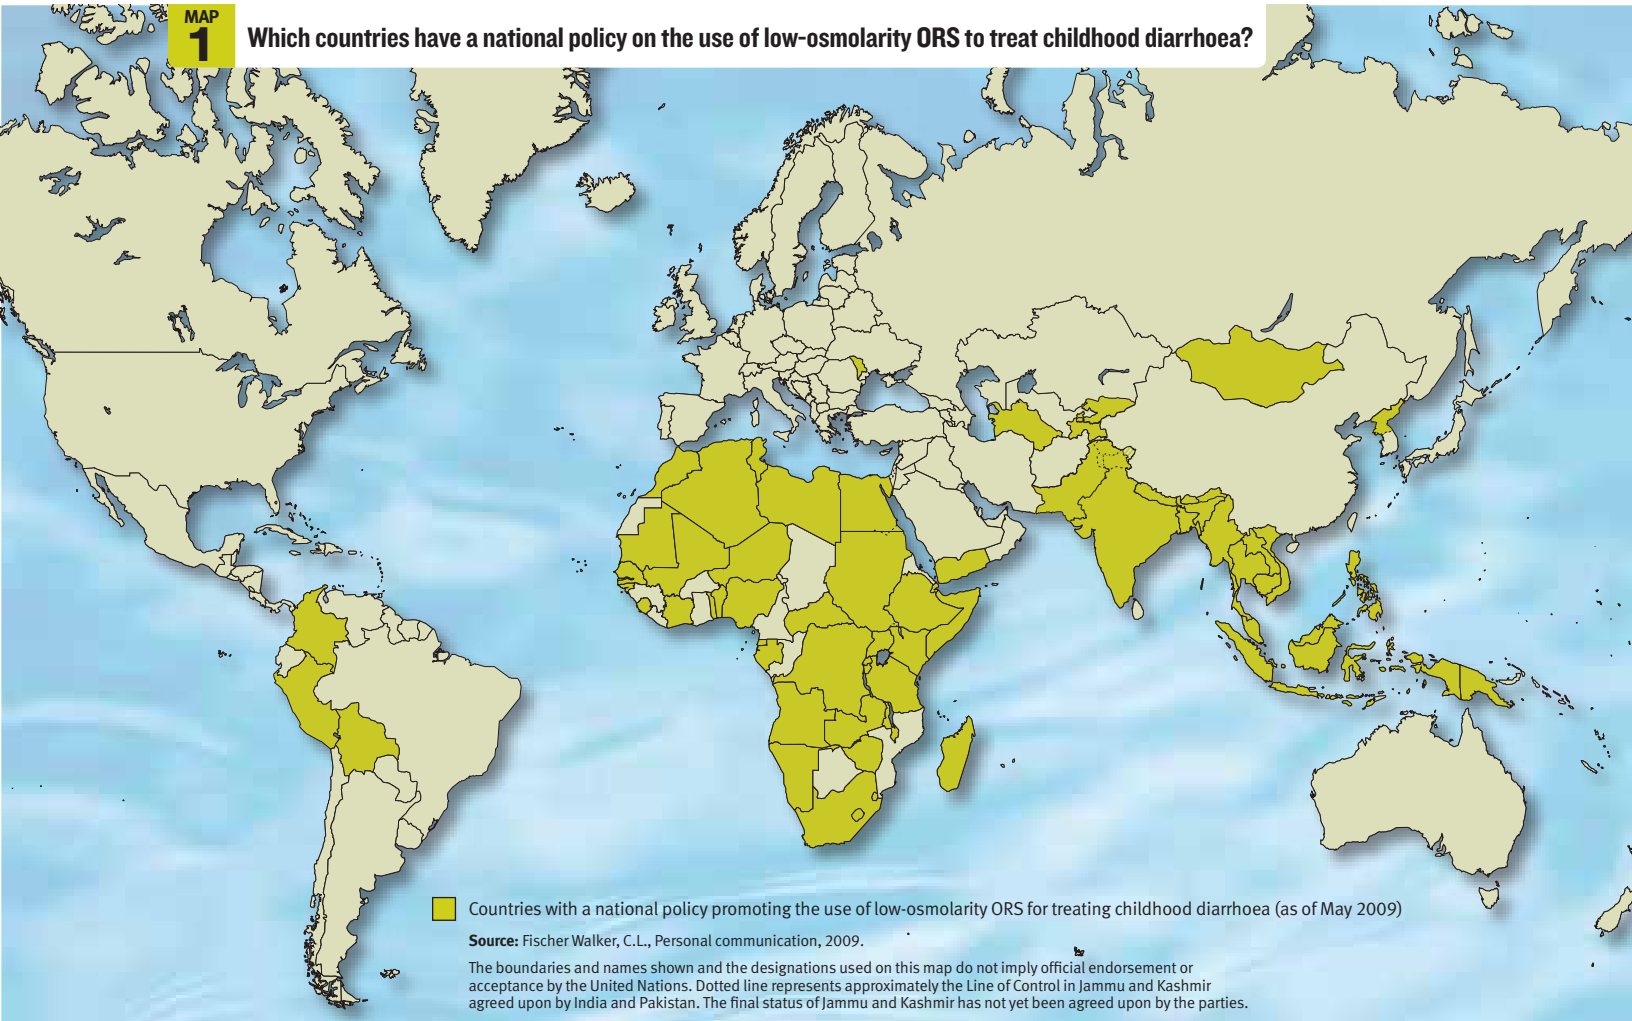 MAP
1
Which countries have a national policy on the use of low-osmolarity ORS to treat childhood diarrhoea?
Countries with a national policy promoting the use of low-osmolarity ORS for treating childhood diarrhoea (as of May 2009)
Source: Fischer Walker, C.L., Personal communication, 2009.
The boundaries and names shown and the designations used on this map do not imply official endorsement or
acceptance by the United Nations. Dotted line represents approximately the Line of Control in Jammu and Kashmir
agreed upon by India and Pakistan. The final status of Jammu and Kashmir has not yet been agreed upon by the parties.